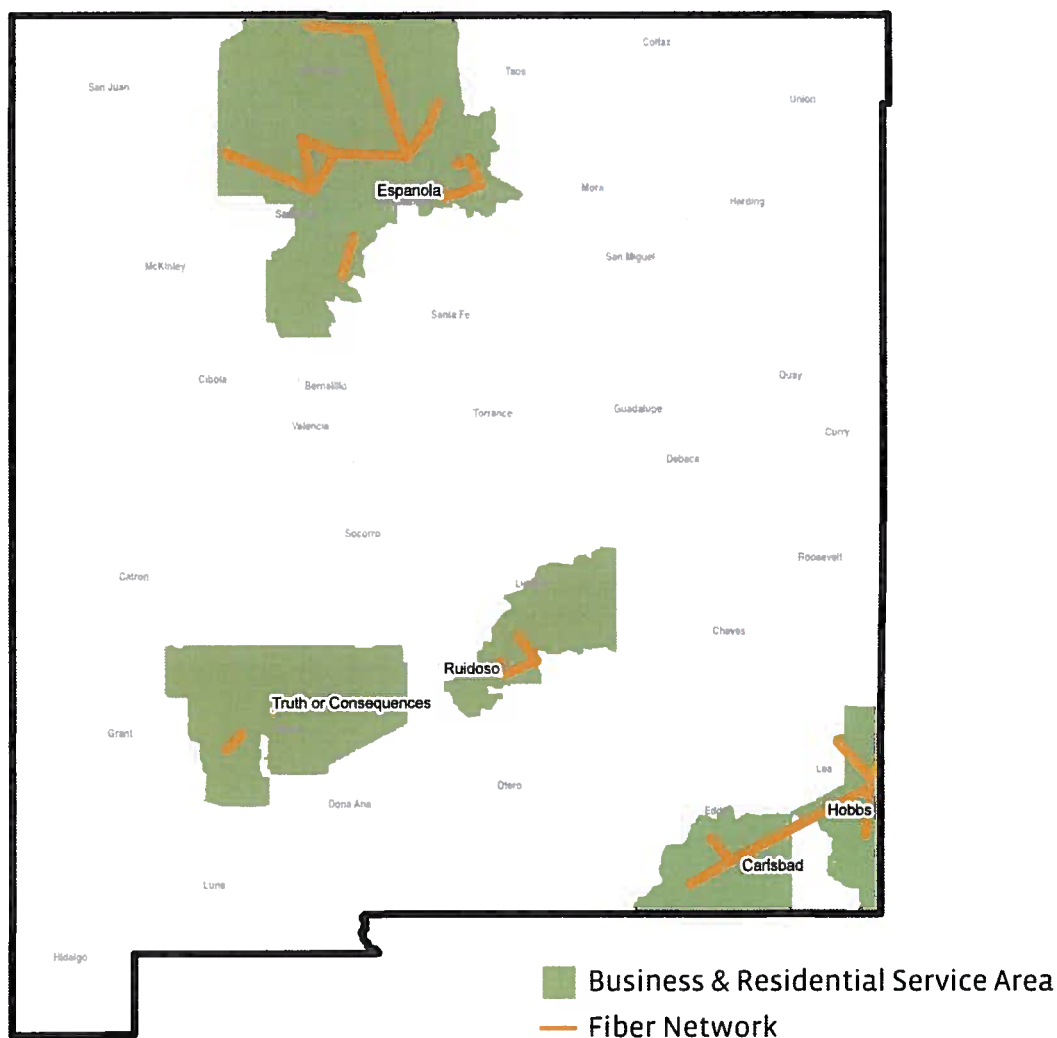 Colfax
Taos
San Juan
Union
Espanola
Mora
Harding
McKinley
San Miguel
Santa Fe
Cibola
Bernalillo
Quay
Torrance
Guadalupe
Valencia
Curry
Debaca
Socorro
Roosevelt
Catron
Chaves
Ruidoso
Truth or Consequences
Grant
Lea
Otero
Dona Ana
Hobbs
Carlsbad
Luna
Hidalgo
Business & Residential Service Area
Fiber Network